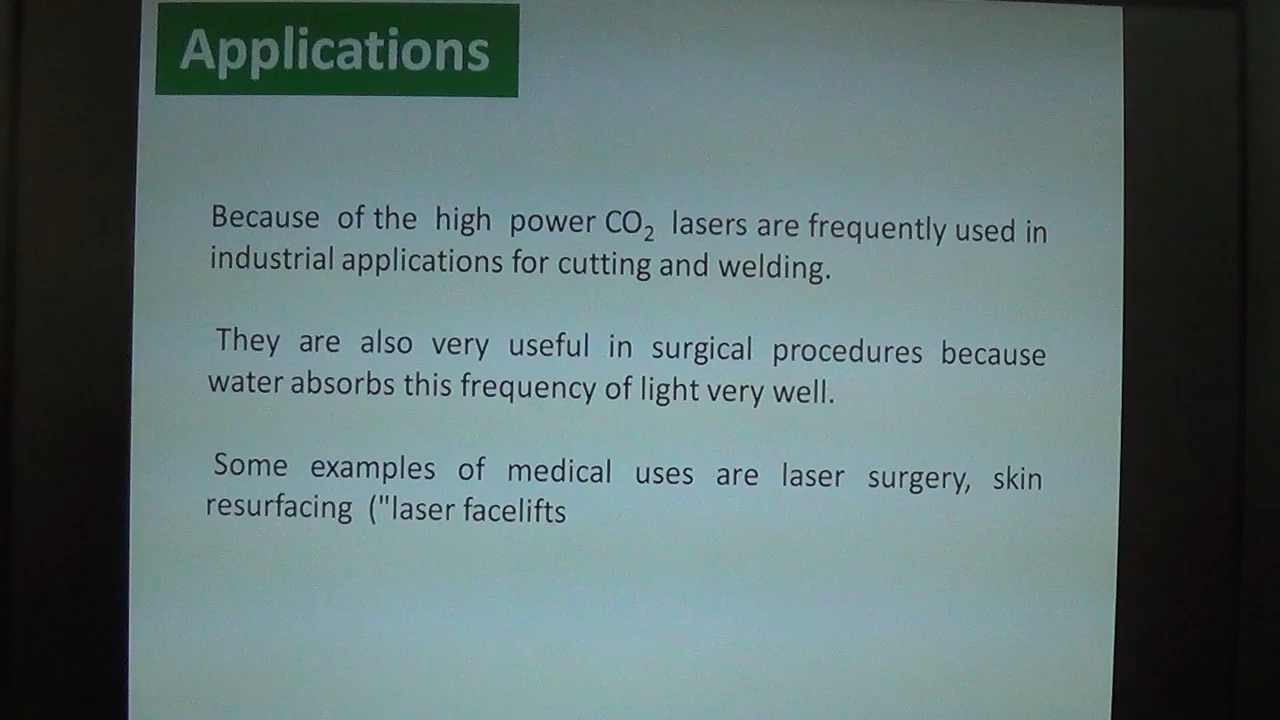 Applications
Because of the high power CO₂ lasers are frequently used in
industrial applications for cutting and welding.
They are also very useful in surgical procedures because
water absorbs this frequency of light very well.
Some examples of medical uses are laser surgery, skin
resurfacing ("laser facelifts